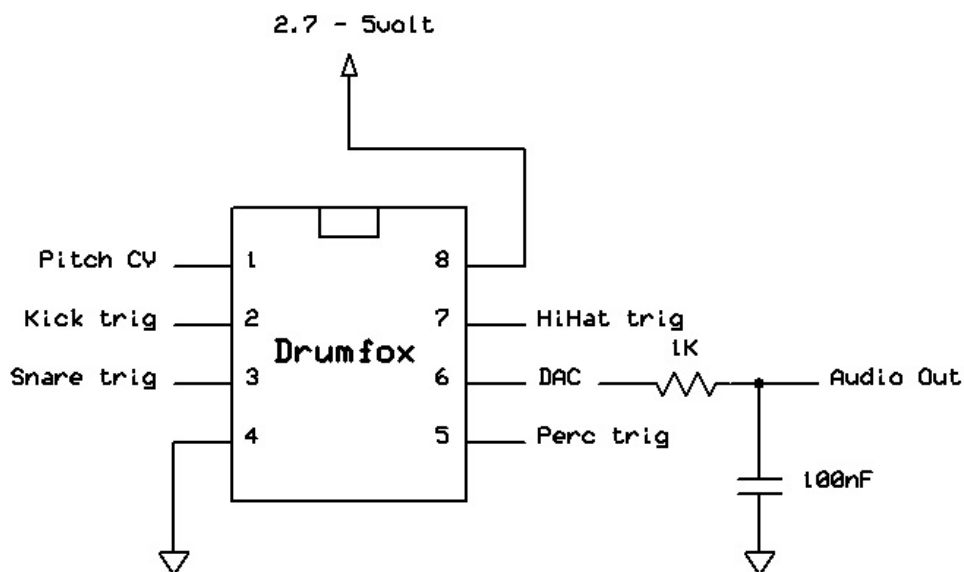 2.7 - 5volt
Pitch CV
1
8
Kick trig
2
7
HiHat trig
Drumfox
1K
Snare trig
3
6
DAC
Audio Out
4
5
Perc trig
100nF